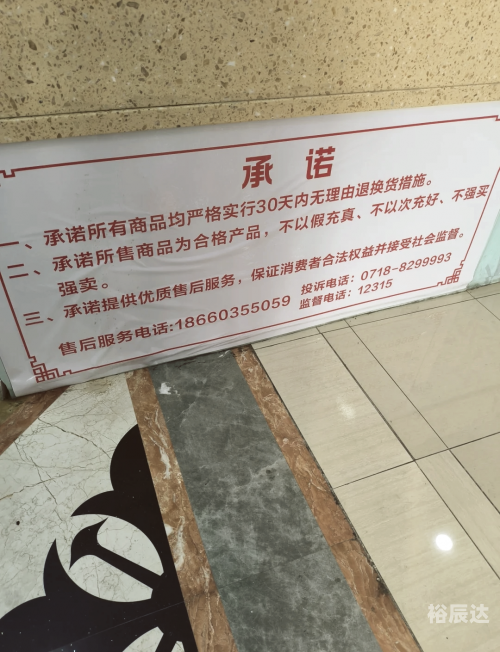 承诺
一、承诺所有商品均严格实行30天内无理由退换货措施。
二、承诺所售商品为合格产品，不以假充真、不以次充好、不强买
强卖。
三、承诺提供优质售后服务，保证消费者合法权益并接受社会监督。
售后服务电话:18660355059
投诉电话：0718-8299993
监督电话：12315
裕辰达